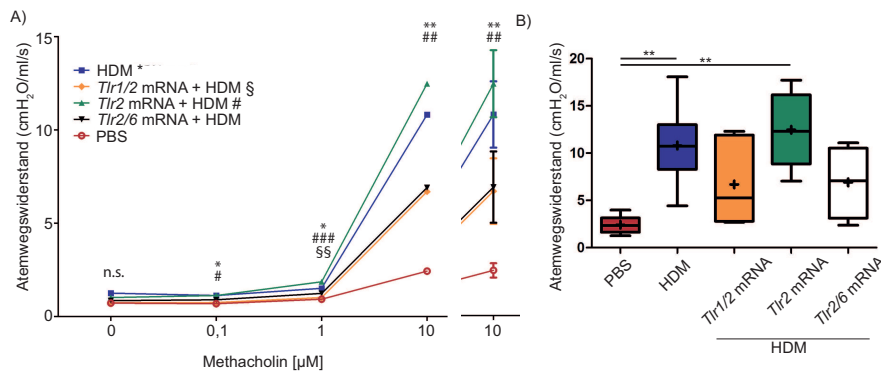 A)
Atemwegswiderstand (cmH2O/ml/s)
15
10
5
0
HDM *
Tlr1/2 mRNA + HDM §
Tlr2 mRNA + HDM #
Tlr2/6 mRNA + HDM
PBS
n.s.
*
#
*
###
§§
**
##
**
##
0
0,1
1
10
10
Methacholin [µM]
B)
Atemwegswiderstand (cmH2O/ml/s)
20
15
10
5
0
**
**
PBS
HDM
Tlr1/2 mRNA
Tlr2 mRNA
Tlr2/6 mRNA
HDM